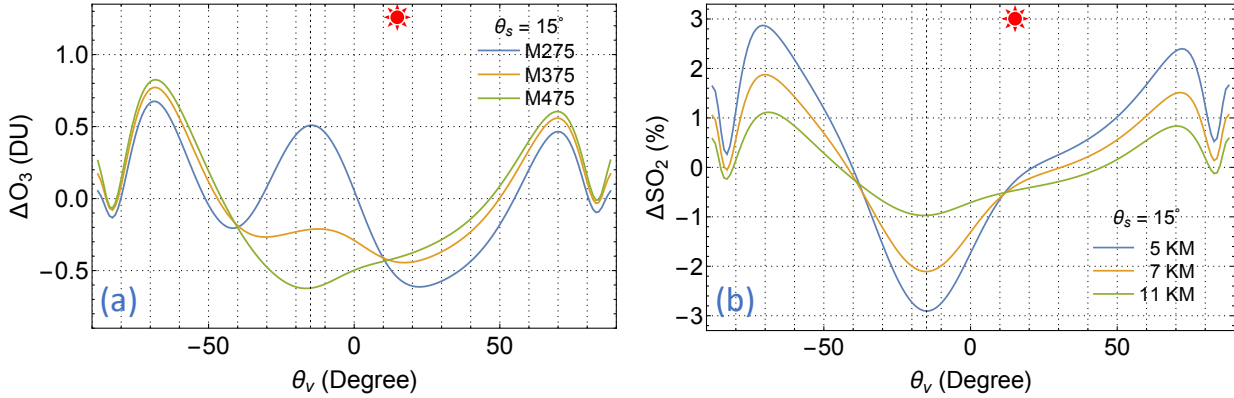 θs = 15°
M275
M375
M475
1.0
0.5
0.0
−0.5
ΔO3 (DU)
(a)
−50
0
50
θv (Degree)
3
2
1
0
−1
−2
−3
ΔSO2 (%)
θs = 15°
5 KM
7 KM
11 KM
(b)
−50
0
50
θv (Degree)